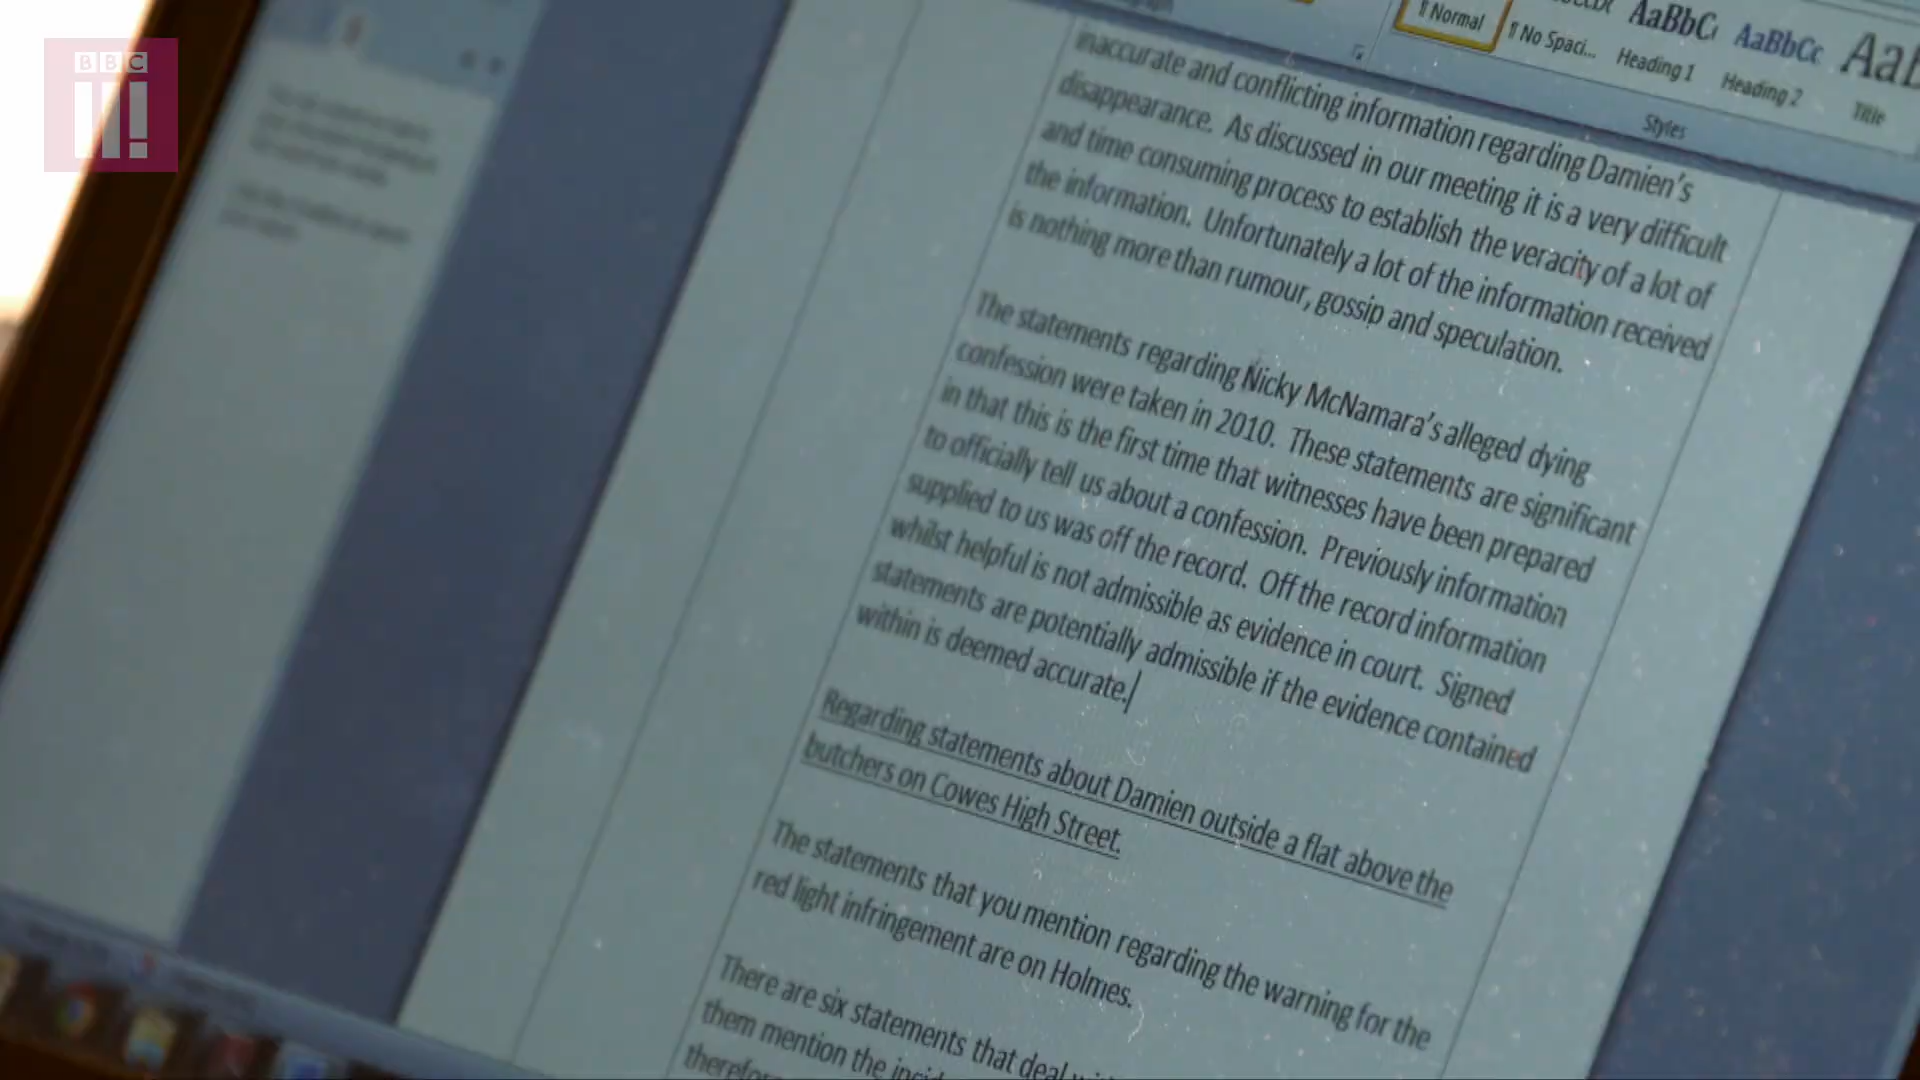 BBC
¶ Normal
¶ No Spaci...
AaBbCc
Heading 1
AaBbCc
Heading 2
Title
Styles
inaccurate and conflicting information regarding Damien's
disappearance. As discussed in our meeting it is a very difficult
and time consuming process to establish the veracity of a lot of
the information. Unfortunately a lot of the information received
is nothing more than rumour, gossip and speculation.
The statements regarding Nicky McNamara's alleged dying
confession were taken in 2010. These statements are significant
in that this is the first time that witnesses have been prepared
to officially tell us about a confession. Previously information
supplied to us was off the record. Off the record information
whilst helpful is not admissible as evidence in court. Signed
statements are potentially admissible if the evidence contained
within is deemed accurate.
Regarding statements about Damien outside a flat above the
butchers on Cowes High Street.
The statements that you mention regarding the warning for the
red light infringement are on Holmes.
There are six statements that deal
them mention the